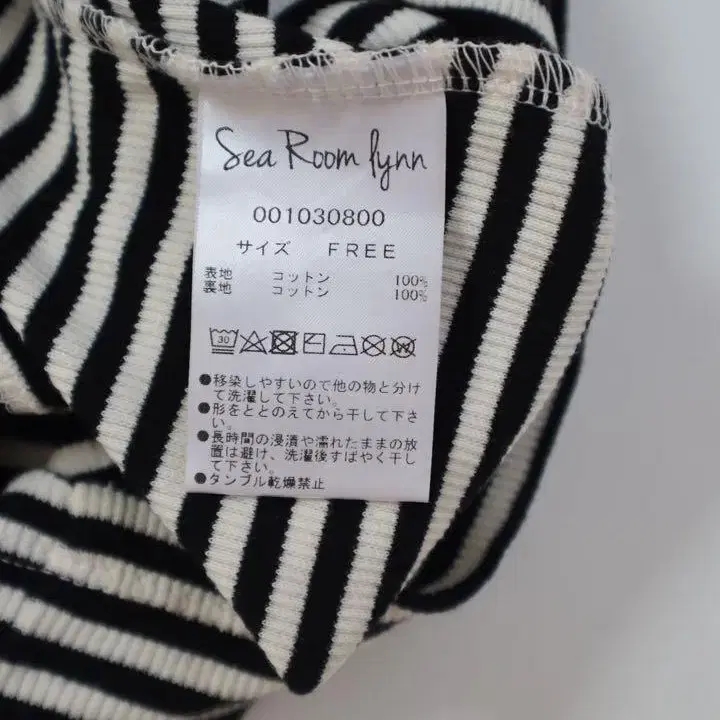 Sea Room lynn
001030800
サイズ FREE
表地 コットン 100%
裏地 コットン 100%
30
●移染しやすいので他の物と分け
て洗濯して下さい。
●形をととのえてから干して下さ
い。
●長時間の浸漬や濡れたままの放
置は避け、洗濯後すばやく干し
て下さい。
●タンブル乾燥禁止